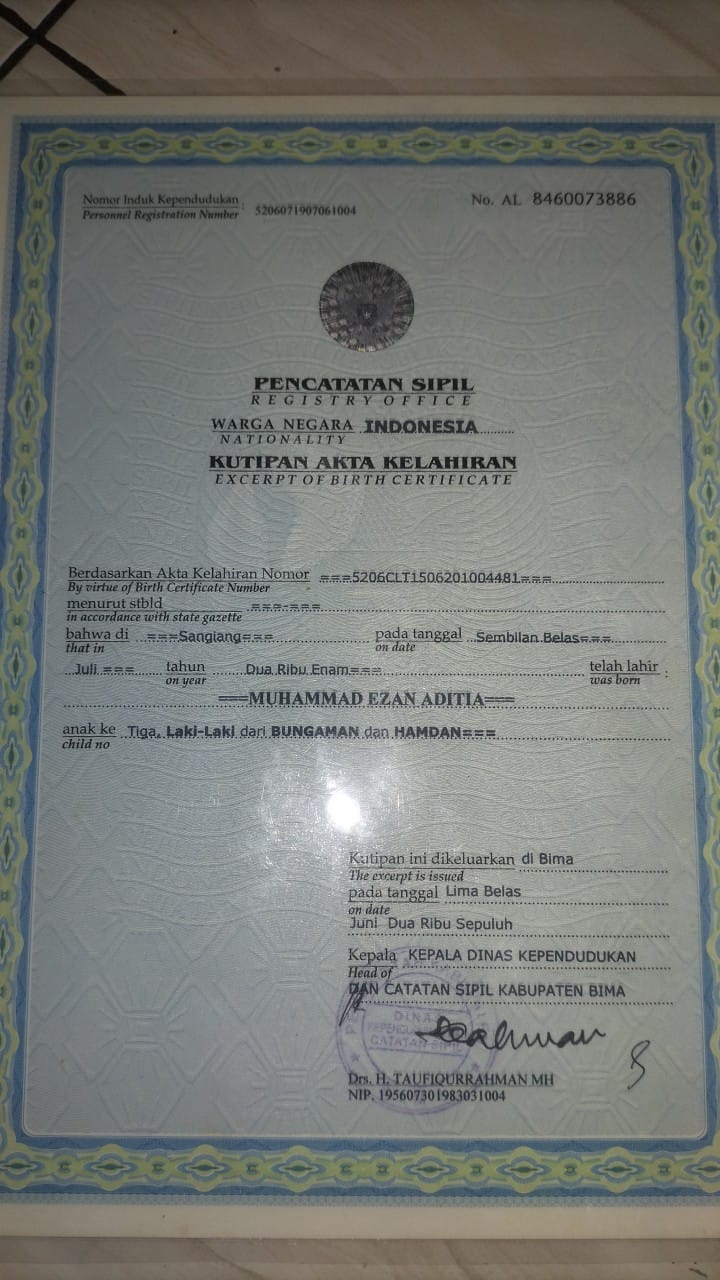 Nomor Induk Kependudukan : 5206071907061004
Personnel Registration Number
No. AL 8460073886
PENCATATAN SIPIL
REGISTRY OFFICE
WARGA NEGARA INDONESIA
NATIONALITY
KUTIPAN AKTA KELAHIRAN
EXCERPT OF BIRTH CERTIFICATE
Berdasarkan Akta Kelahiran Nomor ===5206CLT1506201004481===
By virtue of Birth Certificate Number
menurut stbld ===-===
in accordance with state gazette
bahwa di ===Sangiang=== pada tanggal Sembilan Belas===
that in on date
Juli === tahun Dua Ribu Enam=== telah lahir :
on year was born
===MUHAMMAD EZAN ADITIA===
anak ke Tiga, Laki-Laki dari BUNGAMAN dan HAMDAN===
child no
Kutipan ini dikeluarkan di Bima
The excerpt is issued
pada tanggal Lima Belas
on date
Juni Dua Ribu Sepuluh
Kepala KEPALA DINAS KEPENDUDUKAN
Head of
DAN CATATAN SIPIL KABUPATEN BIMA
DINAS
KEPENDUDUKAN
CATATAN SIPIL
Drs. H. TAUFIQURRAHMAN MH
NIP. 195607301983031004